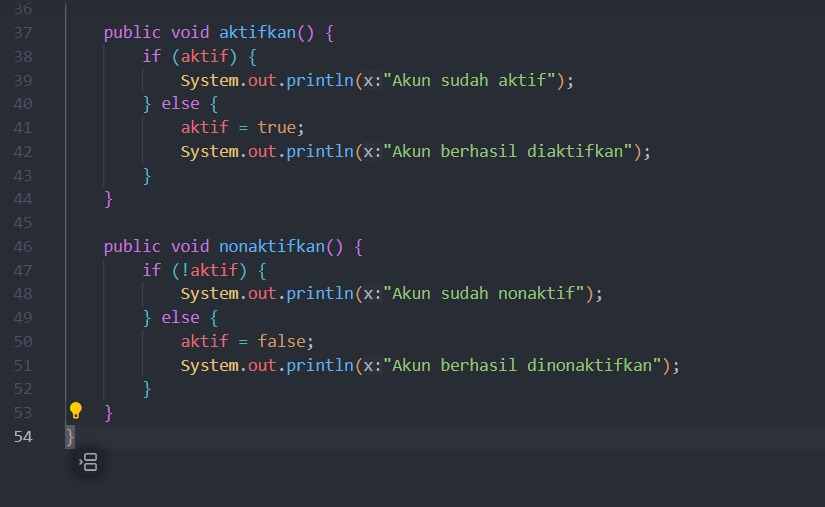 36
37 public void aktifkan() {
38 if (aktif) {
39 System.out.println(x:"Akun sudah aktif");
40 } else {
41 aktif = true;
42 System.out.println(x:"Akun berhasil diaktifkan");
43 }
44 }
45
46 public void nonaktifkan() {
47 if (!aktif) {
48 System.out.println(x:"Akun sudah nonaktif");
49 } else {
50 aktif = false;
51 System.out.println(x:"Akun berhasil dinonaktifkan");
52 }
53 }
54 }